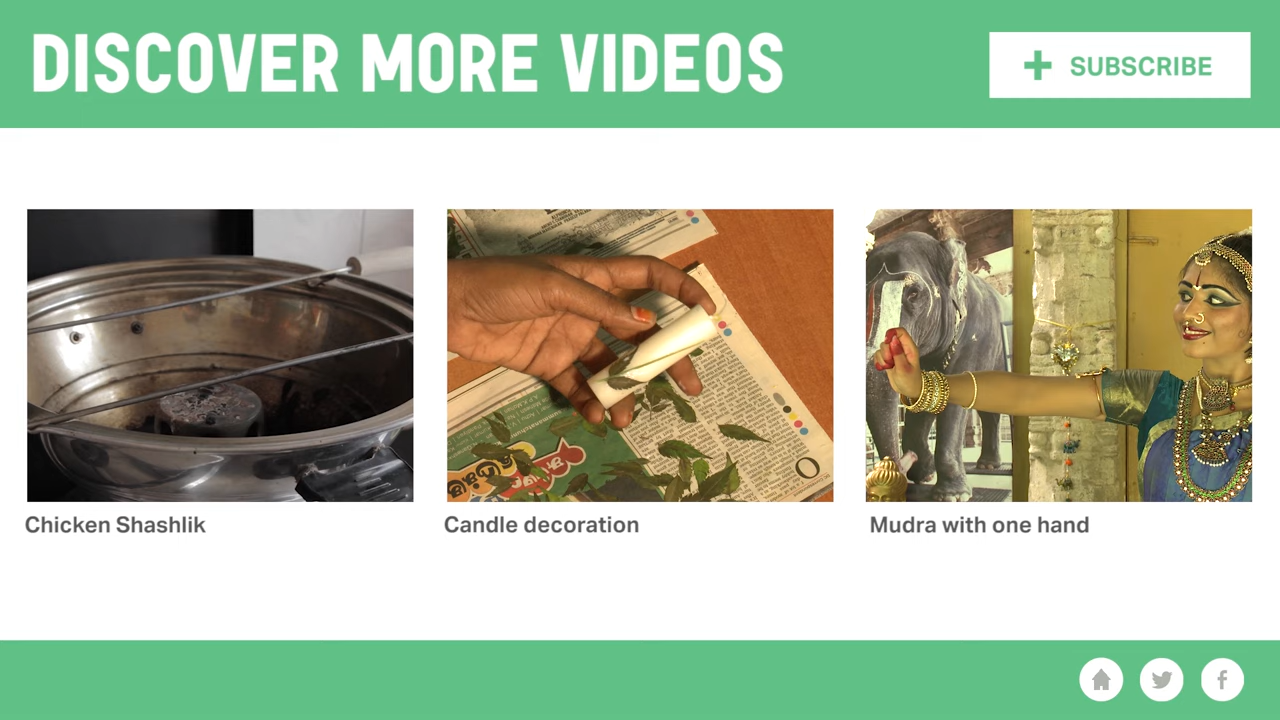 DISCOVER MORE VIDEOS
SUBSCRIBE
Chicken Shashlik
Candle decoration
Mudra with one hand